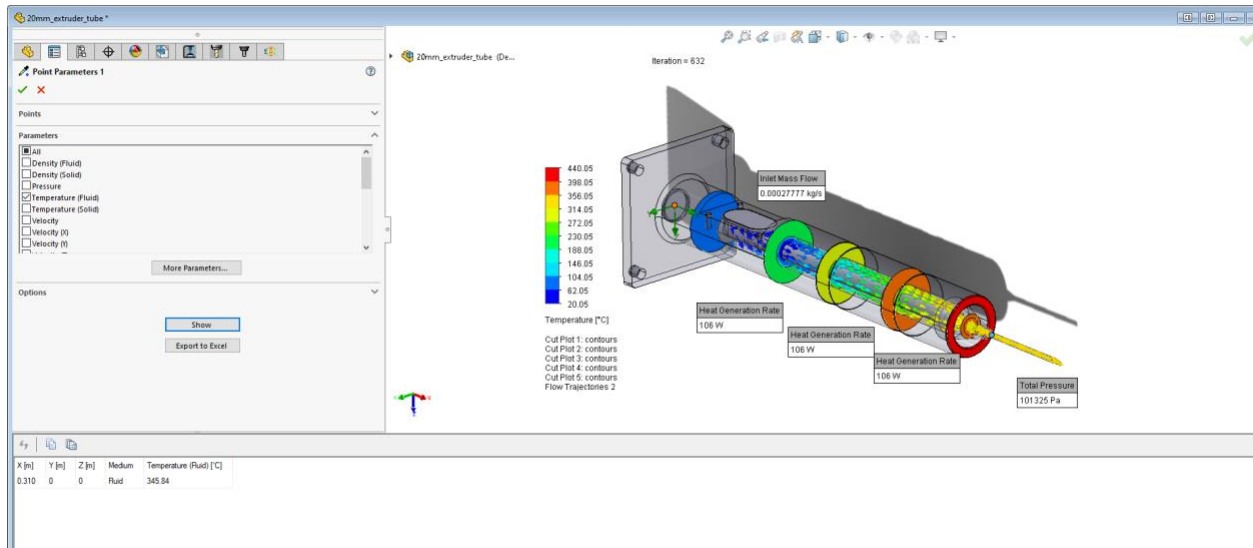 20mm_extruder_tube *
Point Parameters 1
Points
Parameters
All
Density (Fluid)
Density (Solid)
Pressure
Temperature (Fluid)
Temperature (Solid)
Velocity
Velocity (X)
Velocity (Y)
More Parameters...
Options
Show
Export to Excel
20mm_extruder_tube (De...
Iteration = 632
440.05
398.05
356.05
314.05
272.05
230.05
188.05
146.05
104.05
62.05
20.05
Temperature [°C]
Cut Plot 1: contours
Cut Plot 2: contours
Cut Plot 3: contours
Cut Plot 4: contours
Cut Plot 5: contours
Flow Trajectories 2
Inlet Mass Flow
0.00027777 kg/s
Heat Generation Rate
106 W
Heat Generation Rate
106 W
Heat Generation Rate
106 W
Total Pressure
101325 Pa
X [m] Y [m] Z [m] Medium Temperature (Fluid) [°C]
0.310 0 0 Fluid 345.84